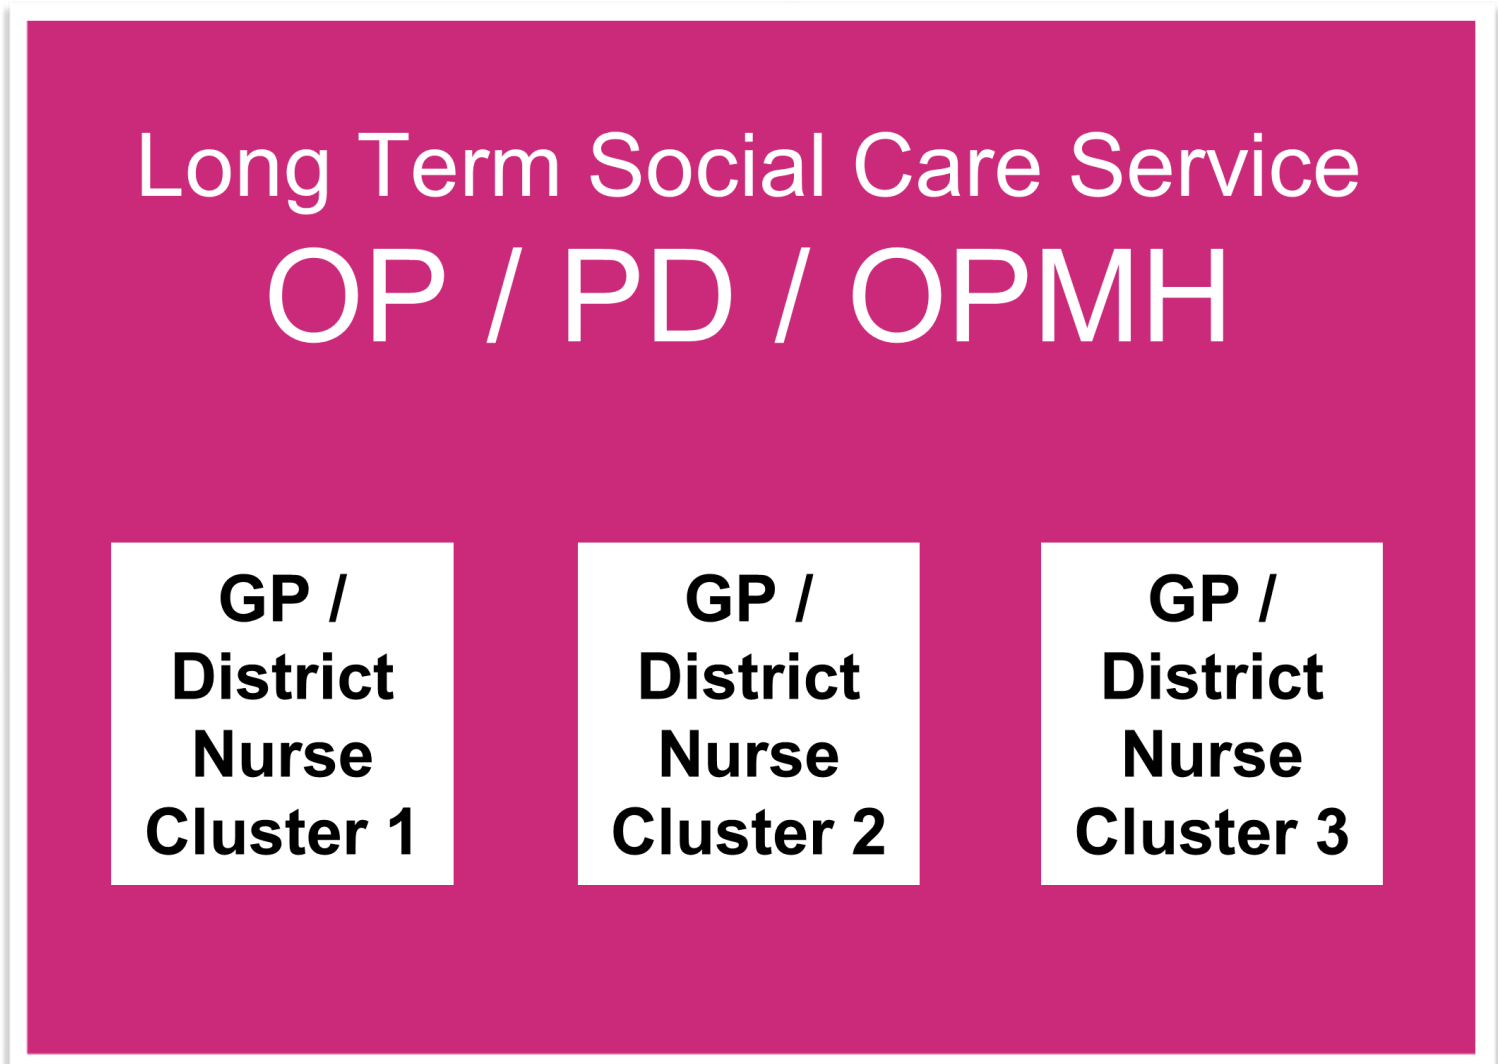 Long Term Social Care Service
OP / PD / OPMH
GP /
District
Nurse
Cluster 1
GP /
District
Nurse
Cluster 2
GP /
District
Nurse
Cluster 3